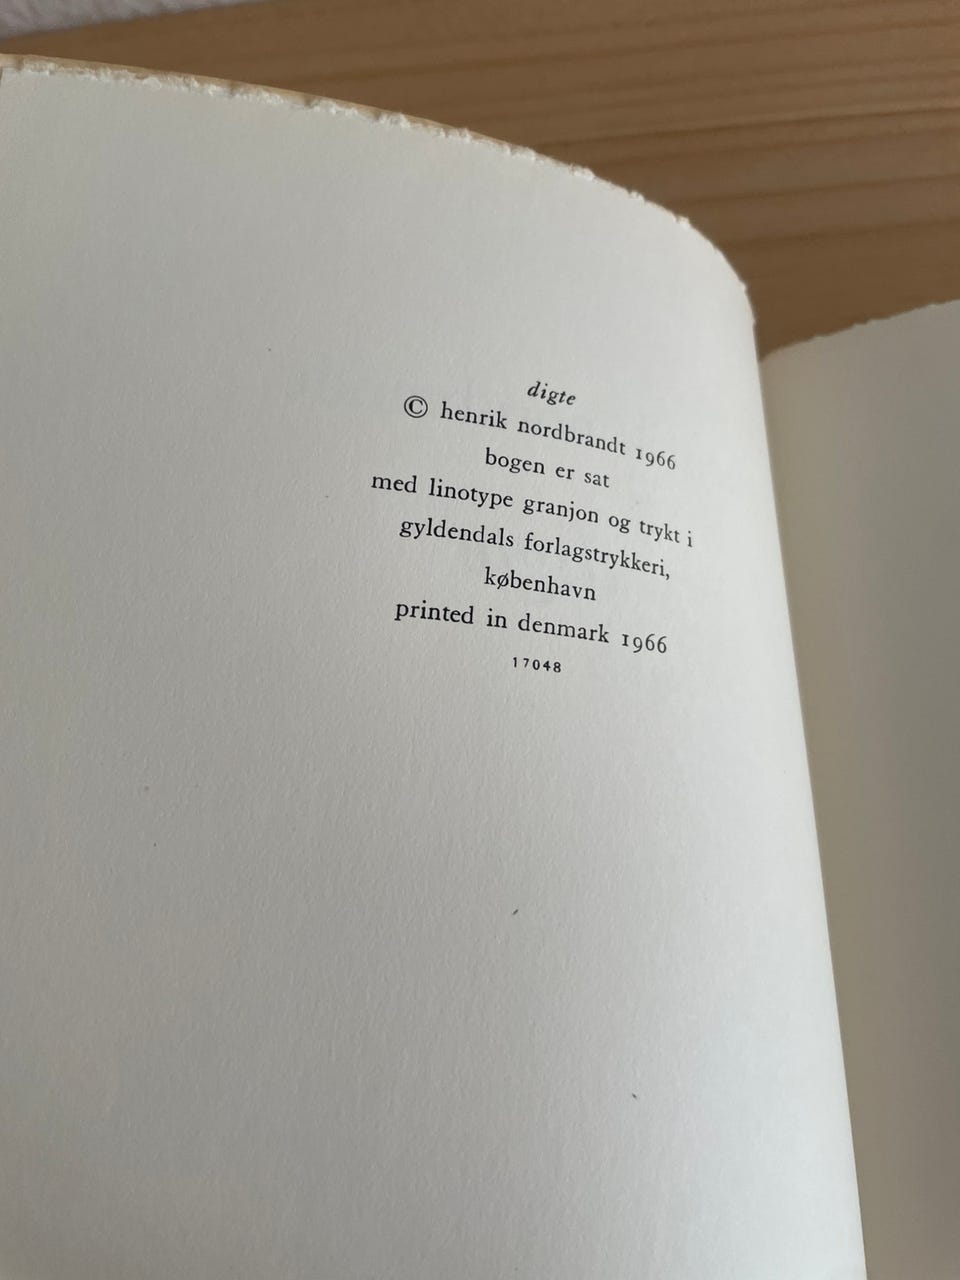 digte
© henrik nordbrandt 1966
bogen er sat
med linotype granjon og trykt i
gyldendals forlagstrykkeri,
københavn
printed in denmark 1966
17048